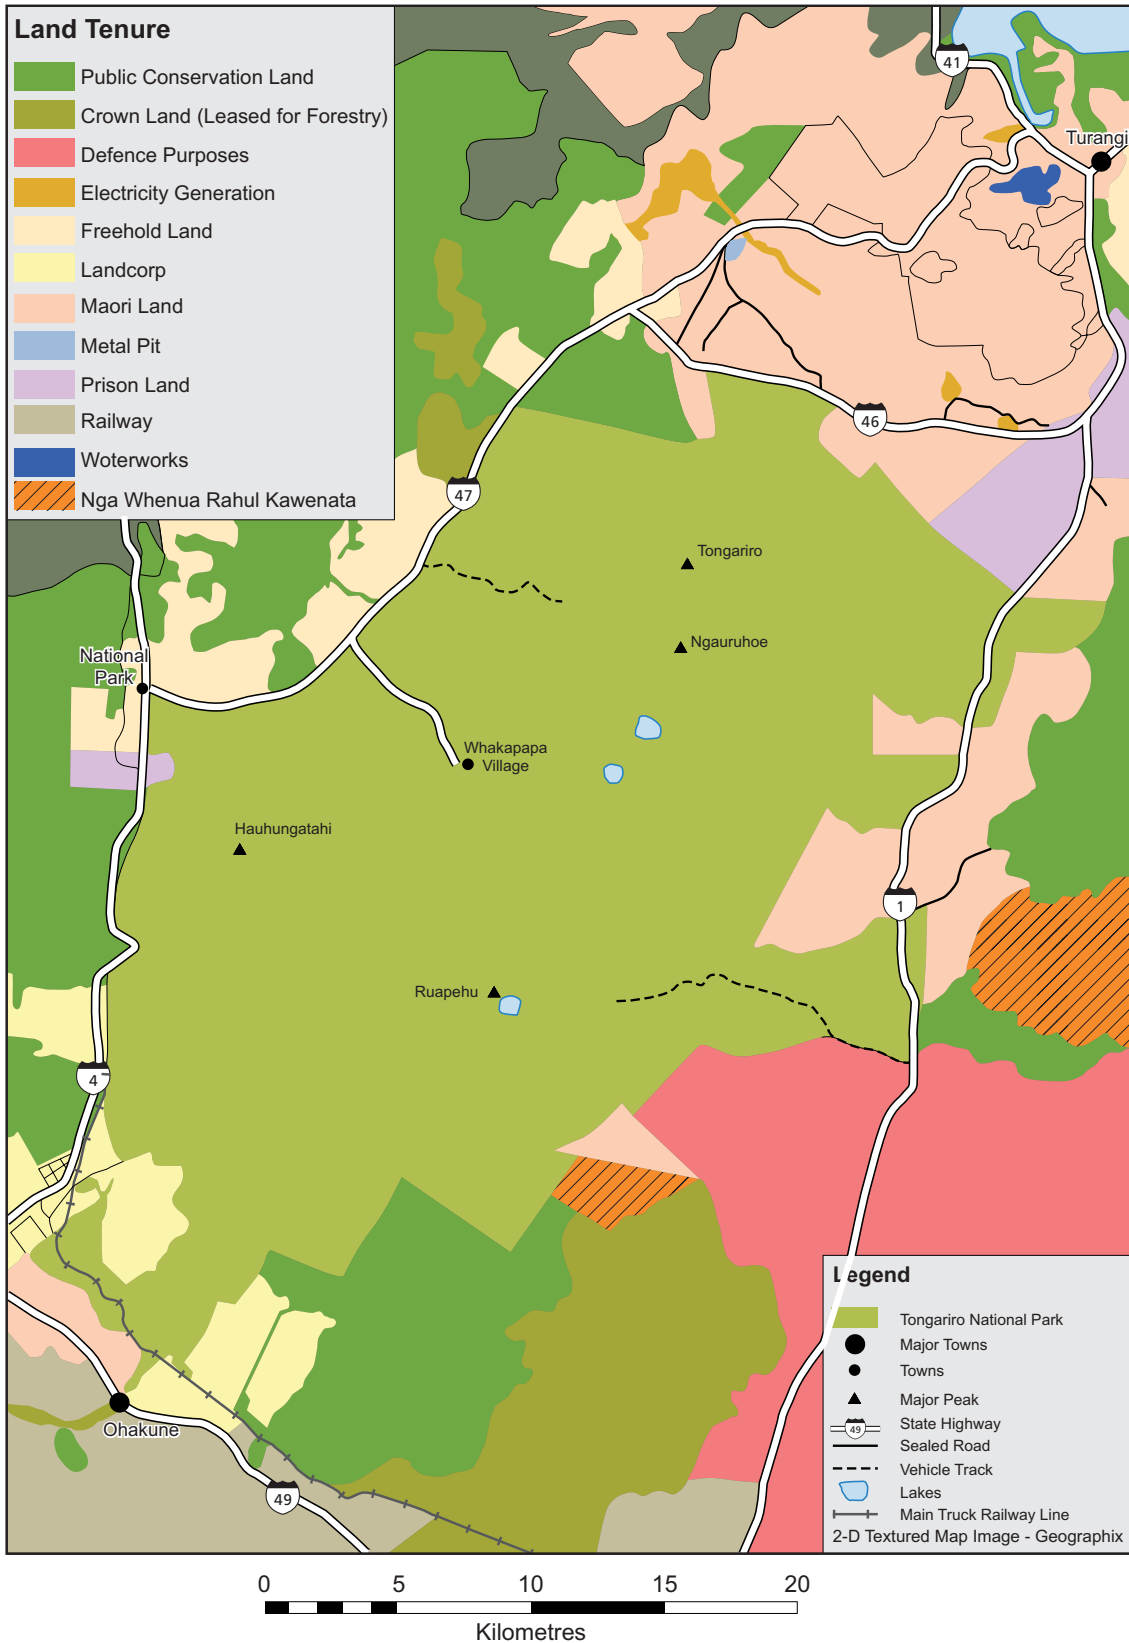 Land Tenure
Public Conservation Land
Crown Land (Leased for Forestry)
Defence Purposes
Electricity Generation
Freehold Land
Landcorp
Maori Land
Metal Pit
Prison Land
Railway
Woterworks
Nga Whenua Rahul Kawenata
41
Turangi
46
47
Tongariro
Ngauruhoe
National
Park
Whakapapa
Village
Hauhungatahi
1
Ruapehu
4
Ohakune
49
Legend
Tongariro National Park
Major Towns
Towns
Major Peak
49
State Highway
Sealed Road
Vehicle Track
Lakes
Main Truck Railway Line
2-D Textured Map Image - Geographix
0 5 10 15 20
Kilometres